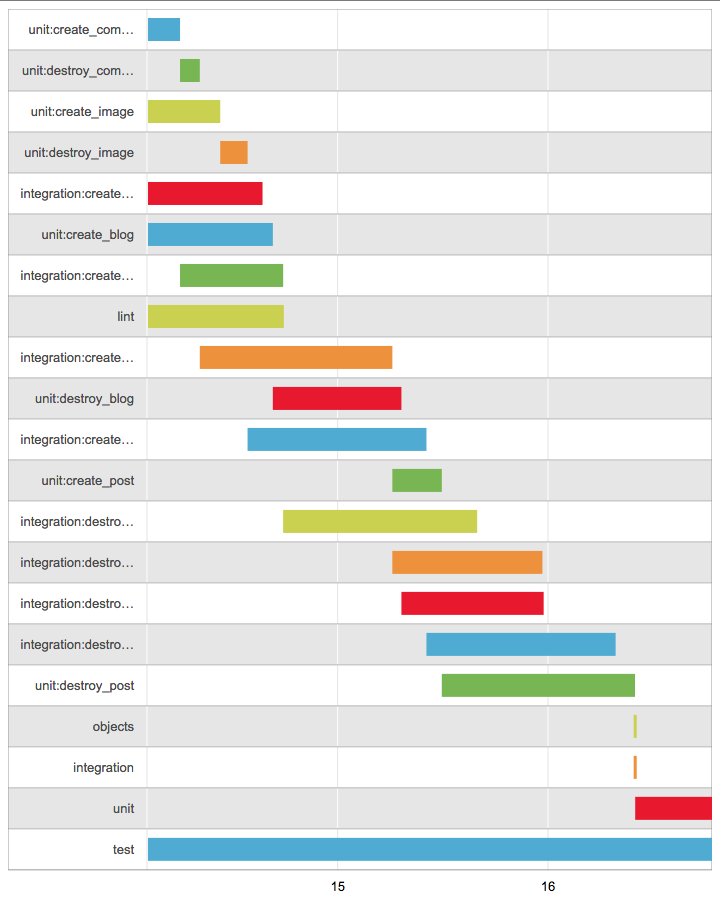 unit:create_com…
unit:destroy_com…
unit:create_image
unit:destroy_image
integration:create…
unit:create_blog
integration:create…
lint
integration:create…
unit:destroy_blog
integration:create…
unit:create_post
integration:destro…
integration:destro…
integration:destro…
integration:destro…
unit:destroy_post
objects
integration
unit
test
15 16